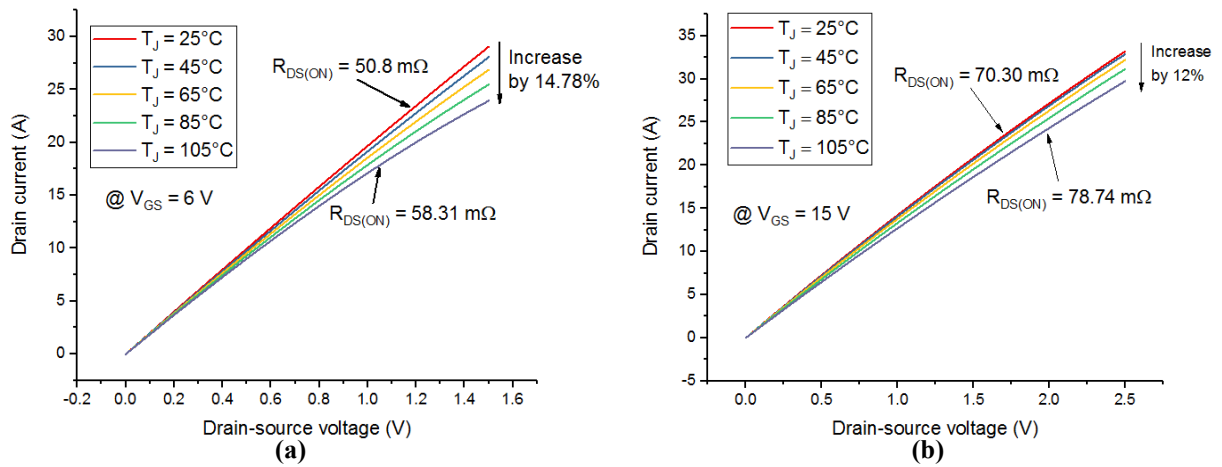 30
25
20
15
10
5
0
Drain current (A)
T_J = 25°C
T_J = 45°C
T_J = 65°C
T_J = 85°C
T_J = 105°C
@ V_GS = 6 V
R_DS(ON) = 50.8 mΩ
R_DS(ON) = 58.31 mΩ
Increase
by 14.78%
-0.2 0.0 0.2 0.4 0.6 0.8 1.0 1.2 1.4 1.6
Drain-source voltage (V)
(a)
35
30
25
20
15
10
5
0
-5
Drain current (A)
T_J = 25°C
T_J = 45°C
T_J = 65°C
T_J = 85°C
T_J = 105°C
@ V_GS = 15 V
R_DS(ON) = 70.30 mΩ
R_DS(ON) = 78.74 mΩ
Increase
by 12%
0.0 0.5 1.0 1.5 2.0 2.5
Drain-source voltage (V)
(b)